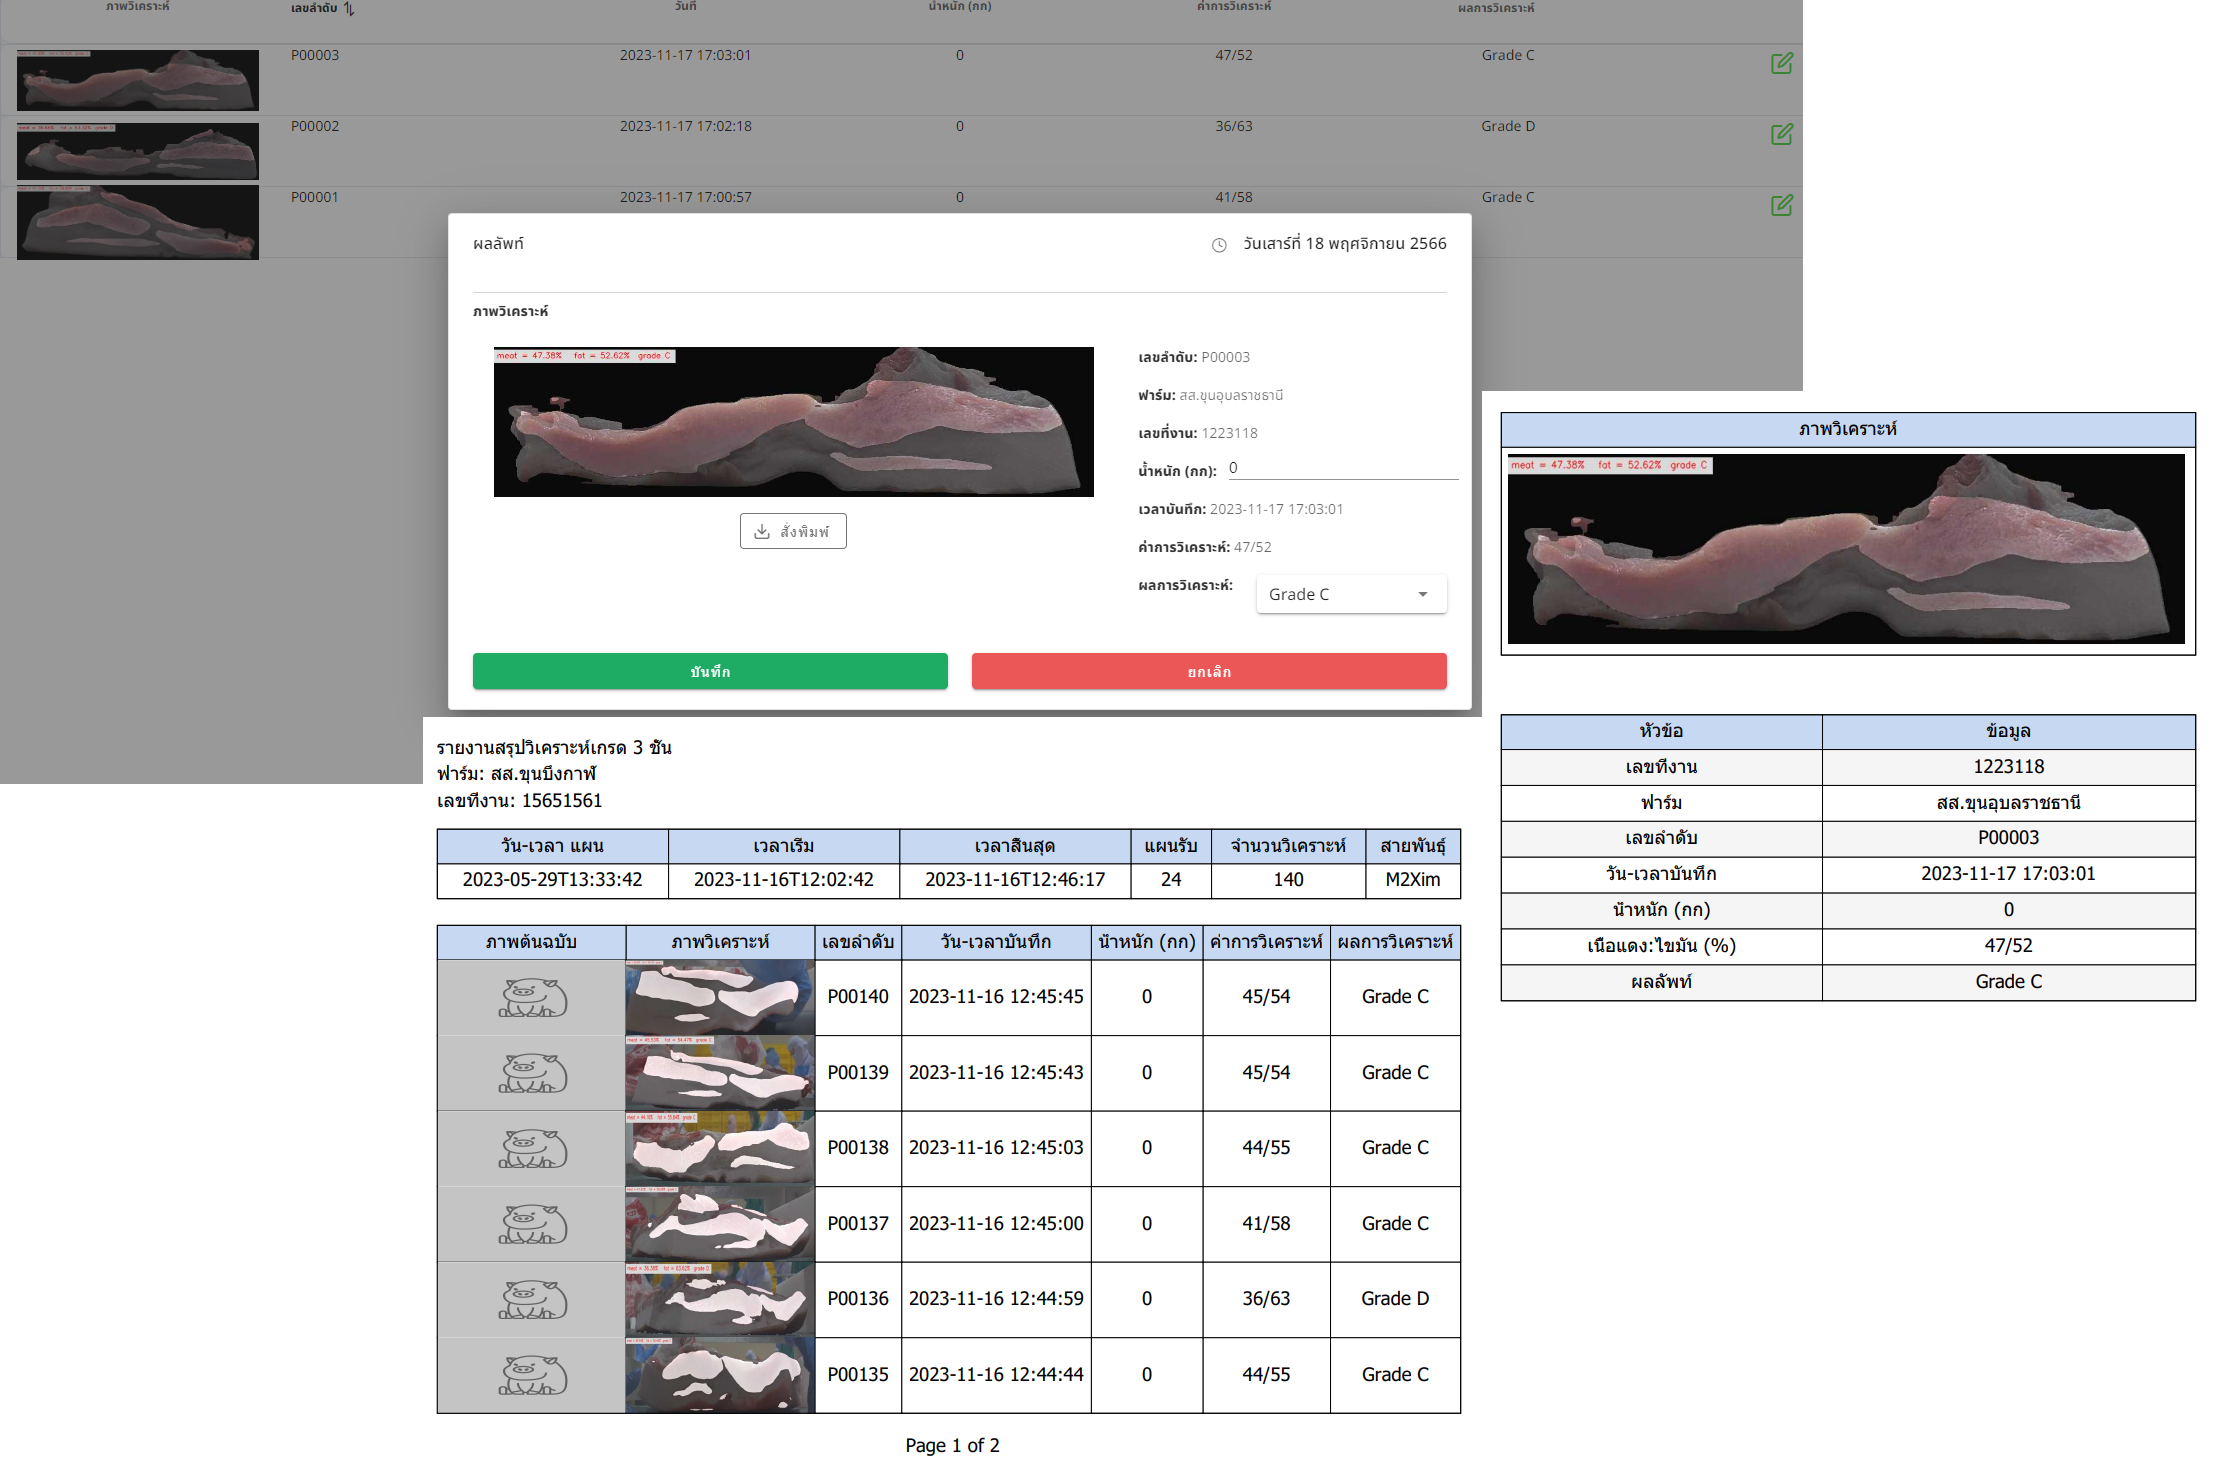 ภาพวิเคราะห์ เลขลำดับ วันที่ น้ำหนัก (กก) ค่าการวิเคราะห์ ผลการวิเคราะห์
P00003 2023-11-17 17:03:01 0 47/52 Grade C
P00002 2023-11-17 17:02:18 0 36/63 Grade D
P00001 2023-11-17 17:00:57 0 41/58 Grade C
ผลลัพท์ วันเสาร์ที่ 18 พฤศจิกายน 2566
ภาพวิเคราะห์
meat = 47.38% fat = 52.62% grade C
เลขลำดับ: P00003
ฟาร์ม: สส.ขุนอุบลราชธานี
เลขที่งาน: 1223118
น้ำหนัก (กก): 0
เวลาบันทึก: 2023-11-17 17:03:01
ค่าการวิเคราะห์: 47/52
ผลการวิเคราะห์: Grade C
สั่งพิมพ์
บันทึก ยกเลิก
ภาพวิเคราะห์
meat = 47.38% fat = 52.62% grade C
หัวข้อ ข้อมูล
เลขที่งาน 1223118
ฟาร์ม สส.ขุนอุบลราชธานี
เลขลำดับ P00003
วัน-เวลาบันทึก 2023-11-17 17:03:01
น้ำหนัก (กก) 0
เนื้อแดง:ไขมัน (%) 47/52
ผลลัพท์ Grade C
รายงานสรุปวิเคราะห์เกรด 3 ชั้น
ฟาร์ม: สส.ขุนบึงกาฬ
เลขที่งาน: 15651561
วัน-เวลา แผน เวลาเริ่ม เวลาสิ้นสุด แผนรับ จำนวนวิเคราะห์ สายพันธุ์
2023-05-29T13:33:42 2023-11-16T12:02:42 2023-11-16T12:46:17 24 140 M2Xim
ภาพต้นฉบับ ภาพวิเคราะห์ เลขลำดับ วัน-เวลาบันทึก น้ำหนัก (กก) ค่าการวิเคราะห์ ผลการวิเคราะห์
P00140 2023-11-16 12:45:45 0 45/54 Grade C
P00139 2023-11-16 12:45:43 0 45/54 Grade C
P00138 2023-11-16 12:45:03 0 44/55 Grade C
P00137 2023-11-16 12:45:00 0 41/58 Grade C
P00136 2023-11-16 12:44:59 0 36/63 Grade D
P00135 2023-11-16 12:44:44 0 44/55 Grade C
Page 1 of 2